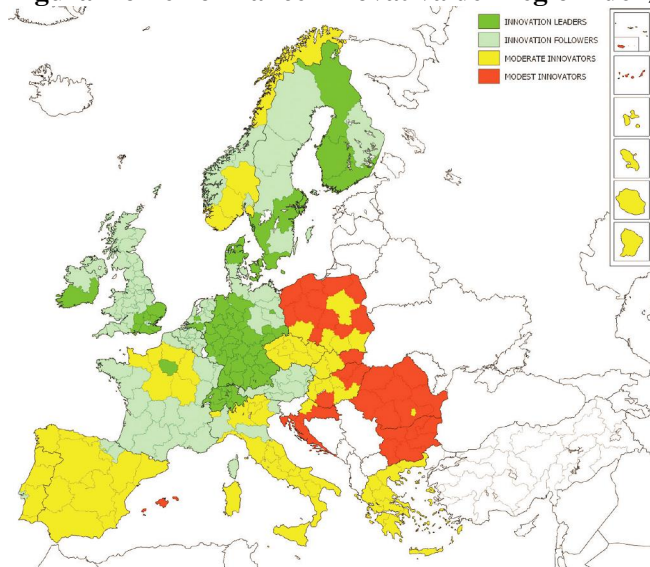 INNOVATION LEADERS
INNOVATION FOLLOWERS
MODERATE INNOVATORS
MODEST INNOVATORS